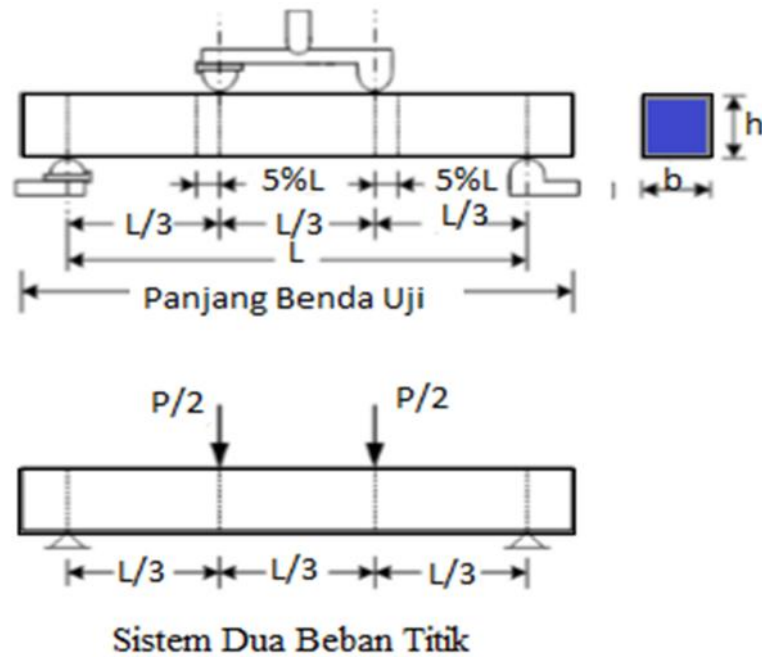 h
5%L 5%L b
L/3 L/3 L/3
L
Panjang Benda Uji
P/2 P/2
L/3 L/3 L/3
Sistem Dua Beban Titik